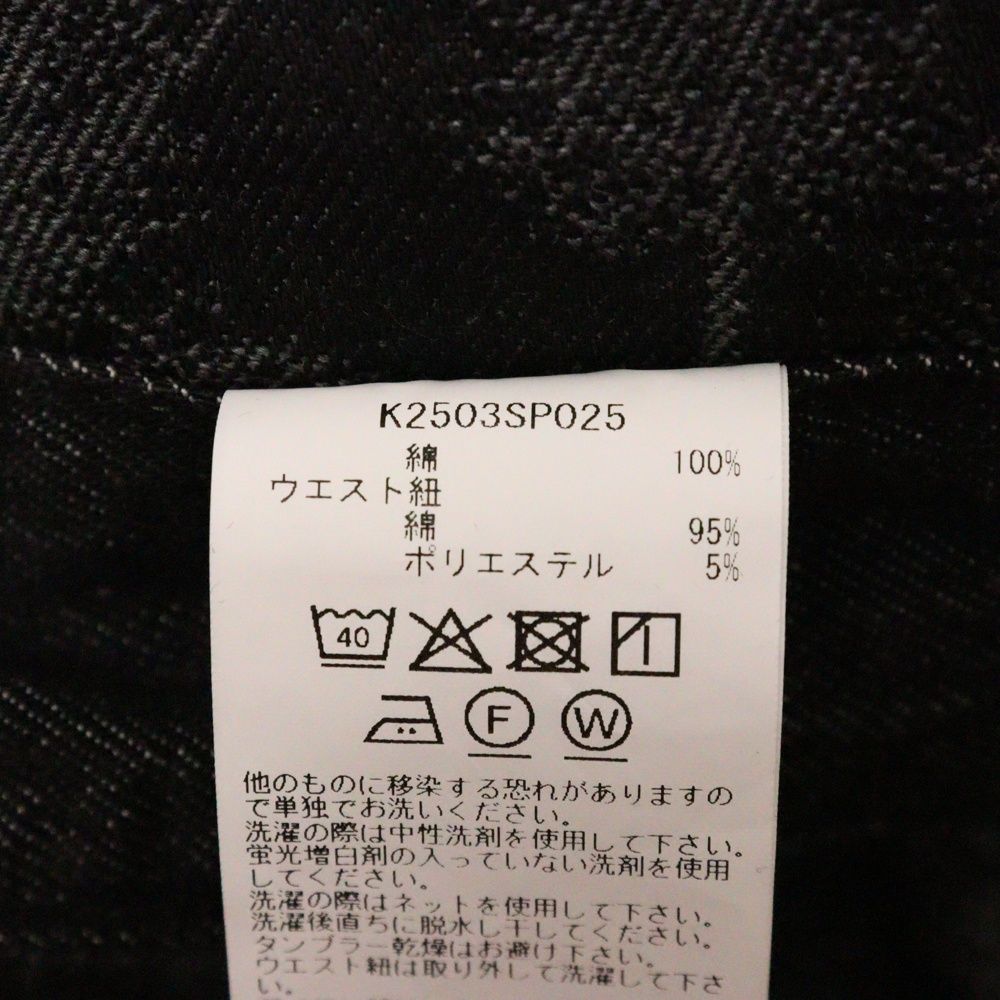 K2503SP025
綿 100%
ウエスト紐
綿 95%
ポリエステル 5%
40
F W
他のものに移染する恐れがありますの
で単独でお洗いください。
洗濯の際は中性洗剤を使用して下さい。
蛍光増白剤の入っていない洗剤を使用
してください。
洗濯の際はネットを使用して下さい。
洗濯後直ちに脱水し干してください。
タンブラー乾燥はお避け下さい。
ウエスト紐は取り外して洗濯して下さ
い。